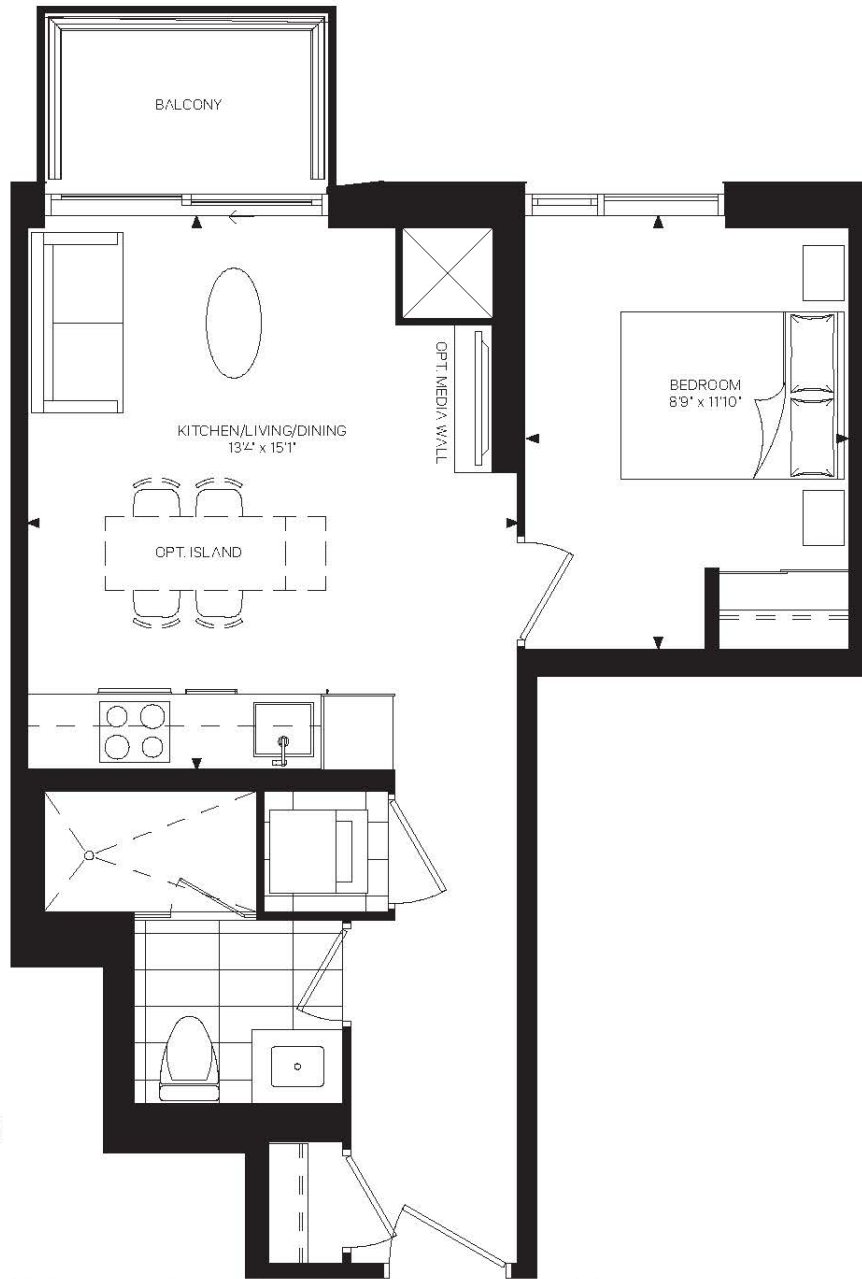 BALCONY
OPT. MEDIA WALL
BEDROOM
8'9" x 11'10"
KITCHEN/LIVING/DINING
13'4" x 15'1"
OPT. ISLAND